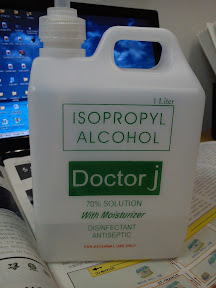 1 Liter
ISOPROPYL
ALCOHOL
Doctor j
70% SOLUTION
With Moisturizer
DISINFECTANT
ANTISEPTIC
FOR EXTERNAL USE ONLY